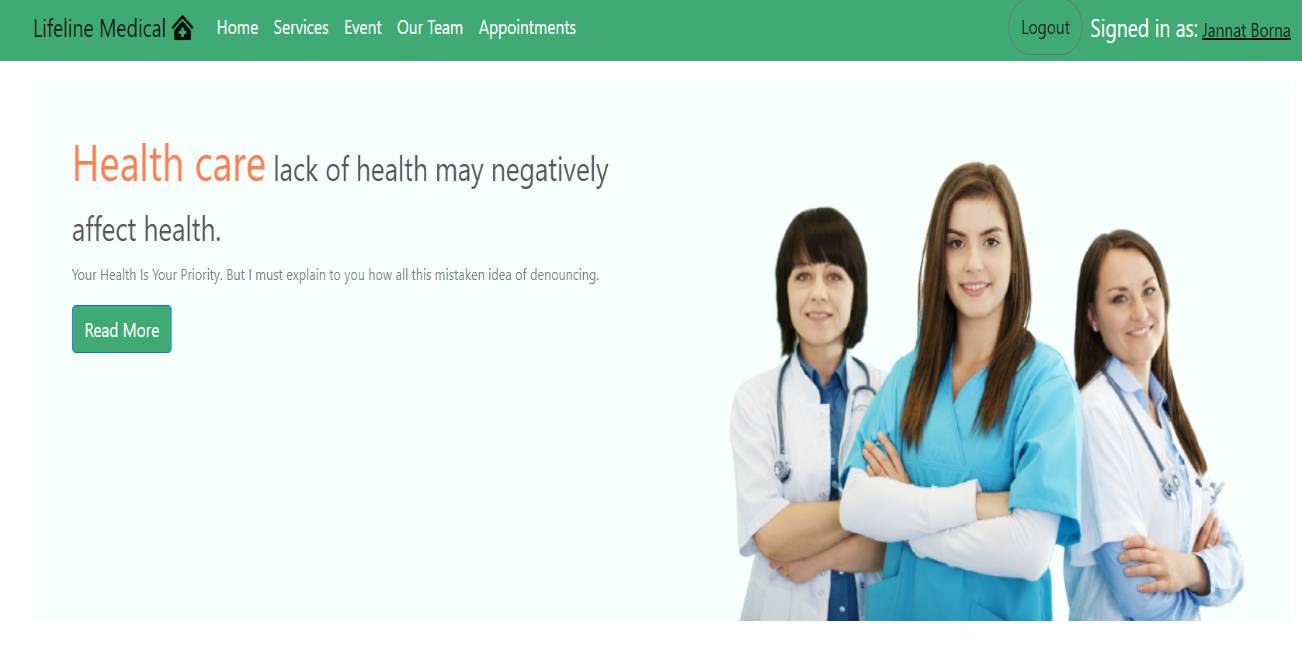 Lifeline Medical Home Services Event Our Team Appointments Logout Signed in as: Jannat Borna
Health care lack of health may negatively
affect health.
Your Health Is Your Priority. But I must explain to you how all this mistaken idea of denouncing.
Read More